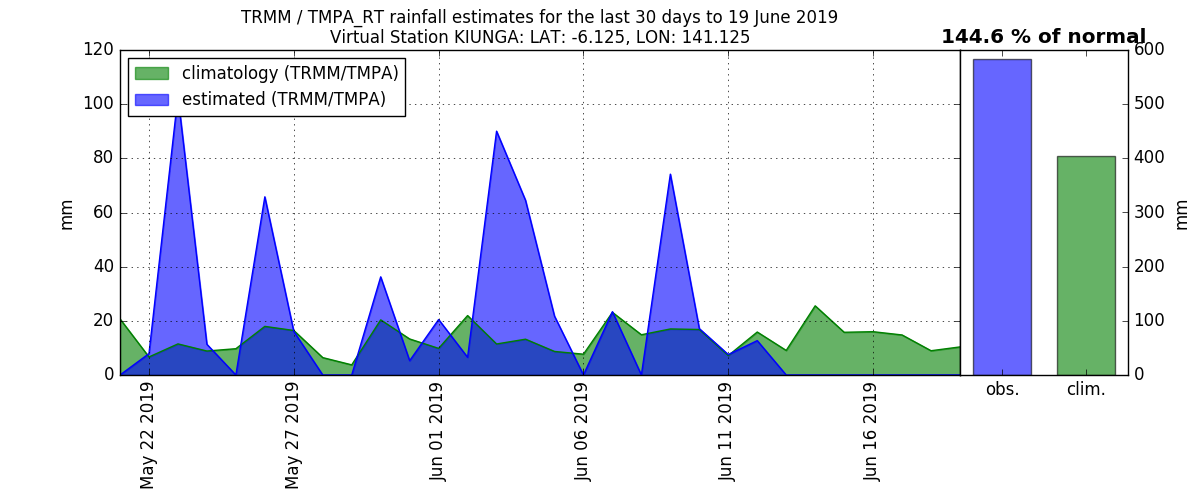 TRMM / TMPA_RT rainfall estimates for the last 30 days to 19 June 2019
Virtual Station KIUNGA: LAT: -6.125, LON: 141.125
144.6 % of normal
climatology (TRMM/TMPA)
estimated (TRMM/TMPA)
120
100
80
60
40
20
0
mm
May 22 2019
May 27 2019
Jun 01 2019
Jun 06 2019
Jun 11 2019
Jun 16 2019
600
500
400
300
200
100
0
mm
obs.
clim.